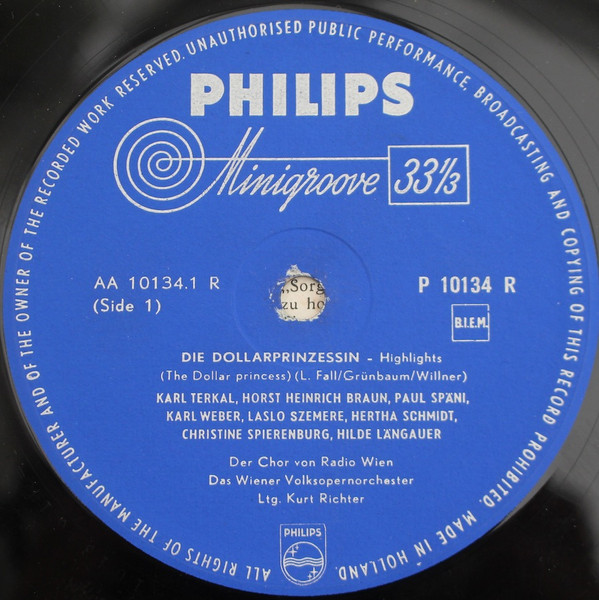 ALL RIGHTS OF THE MANUFACTURER AND OF THE OWNER OF THE RECORDED WORK RESERVED. UNAUTHORISED PUBLIC PERFORMANCE, BROADCASTING AND COPYING OF THIS RECORD PROHIBITED. MADE IN HOLLAND.
PHILIPS
Minigroove 33⅓
AA 10134.1 R
(Side 1)
P 10134 R
B.I.E.M.
„Sorg
zu ho
DIE DOLLARPRINZESSIN - Highlights
(The Dollar princess) (L. Fall/Grünbaum/Willner)
KARL TERKAL, HORST HEINRICH BRAUN, PAUL SPÄNI,
KARL WEBER, LASLO SZEMERE, HERTHA SCHMIDT,
CHRISTINE SPIERENBURG, HILDE LÄNGAUER
Der Chor von Radio Wien
Das Wiener Volksopernorchester
Ltg. Kurt Richter
PHILIPS